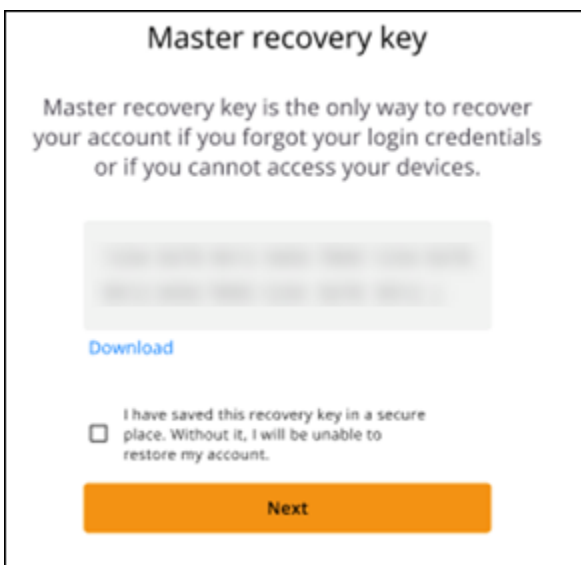 Master recovery key
Master recovery key is the only way to recover
your account if you forgot your login credentials
or if you cannot access your devices.
Download
I have saved this recovery key in a secure
place. Without it, I will be unable to
restore my account.
Next